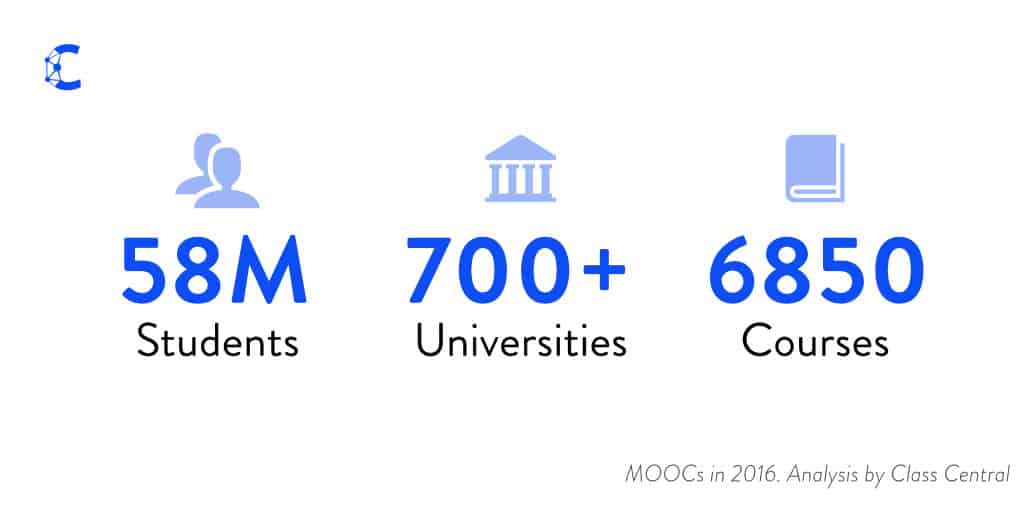 58M
Students
700+
Universities
6850
Courses
MOOCs in 2016. Analysis by Class Central